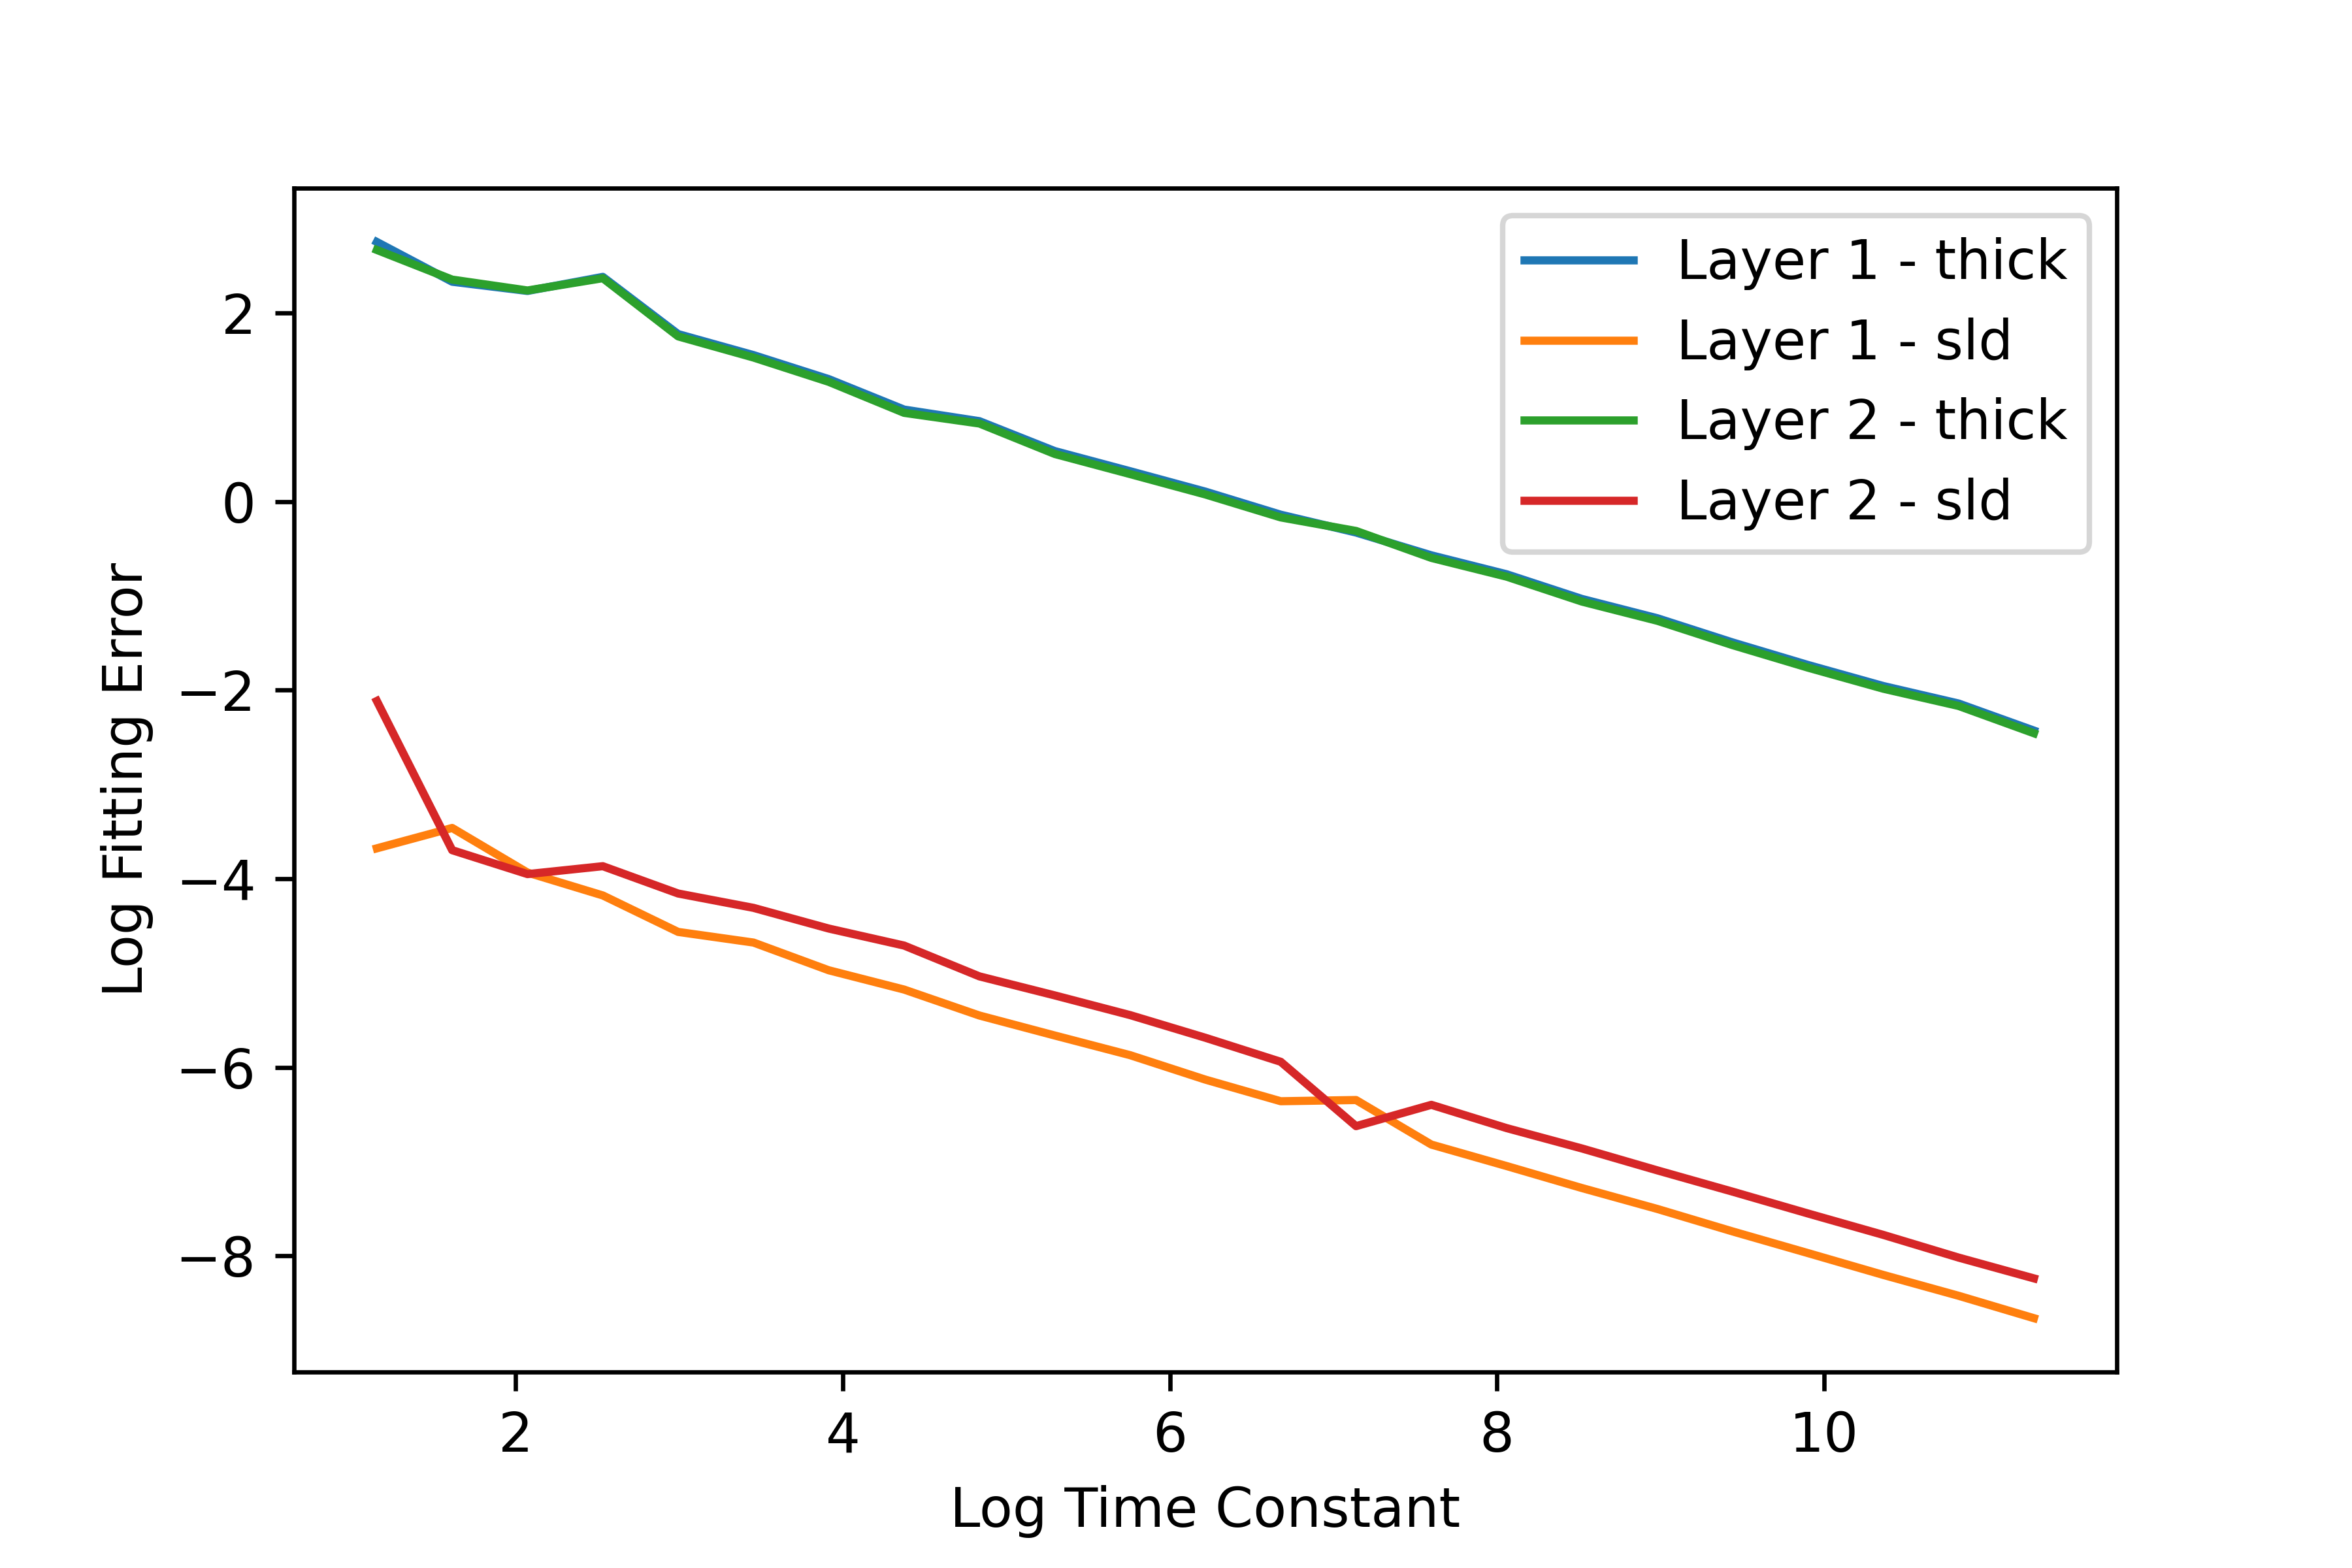 Layer 1 - thick
Layer 1 - sld
Layer 2 - thick
Layer 2 - sld
2
0
−2
−4
−6
−8
Log Fitting Error
2 4 6 8 10
Log Time Constant